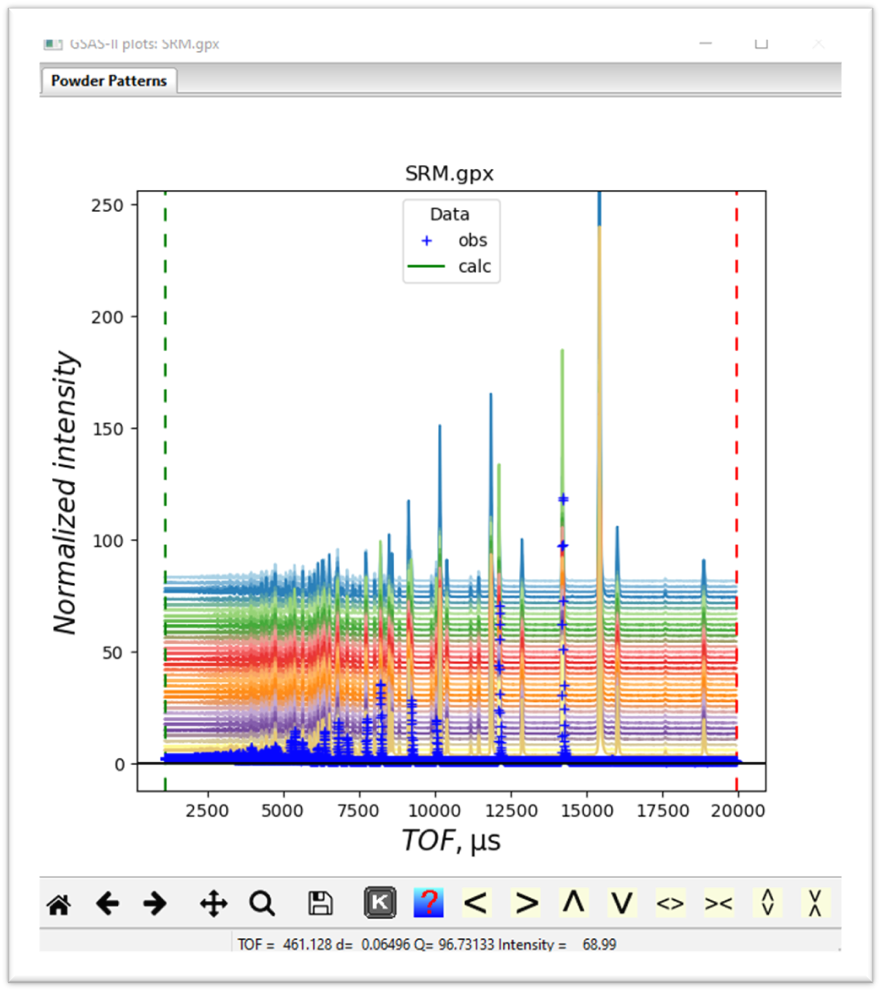 GSAS-II plots: SRM.gpx
Powder Patterns
SRM.gpx
Data
obs
calc
250
200
150
100
50
0
Normalized intensity
2500 5000 7500 10000 12500 15000 17500 20000
TOF, µs
K ? < > Λ V <> >< 
TOF = 461.128 d= 0.06496 Q= 96.73133 Intensity = 68.99